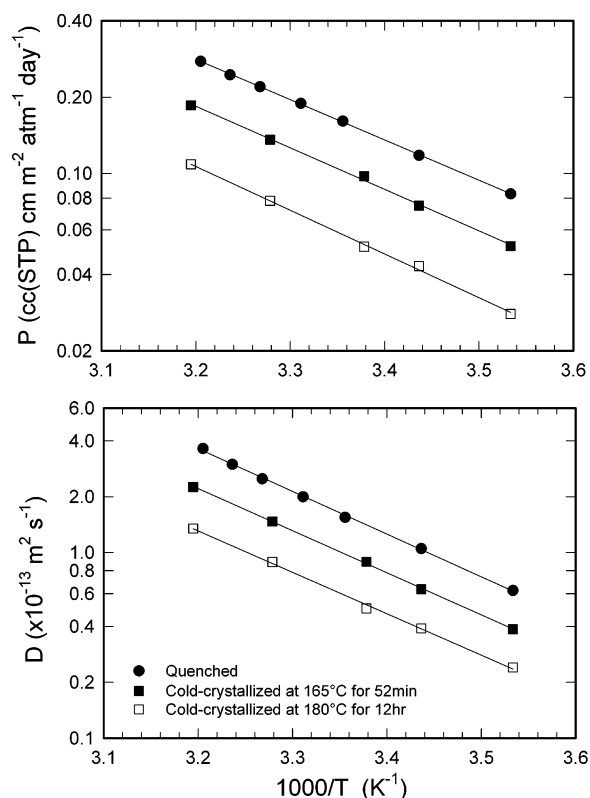 0.40
0.20
0.10
0.08
0.06
0.04
0.02
P (cc(STP) cm m⁻² atm⁻¹ day⁻¹)
3.1 3.2 3.3 3.4 3.5 3.6
6.0
4.0
2.0
1.0
0.8
0.6
0.4
0.2
0.1
D (x10⁻¹³ m² s⁻¹)
Quenched
Cold-crystallized at 165°C for 52min
Cold-crystallized at 180°C for 12hr
3.1 3.2 3.3 3.4 3.5 3.6
1000/T (K⁻¹)